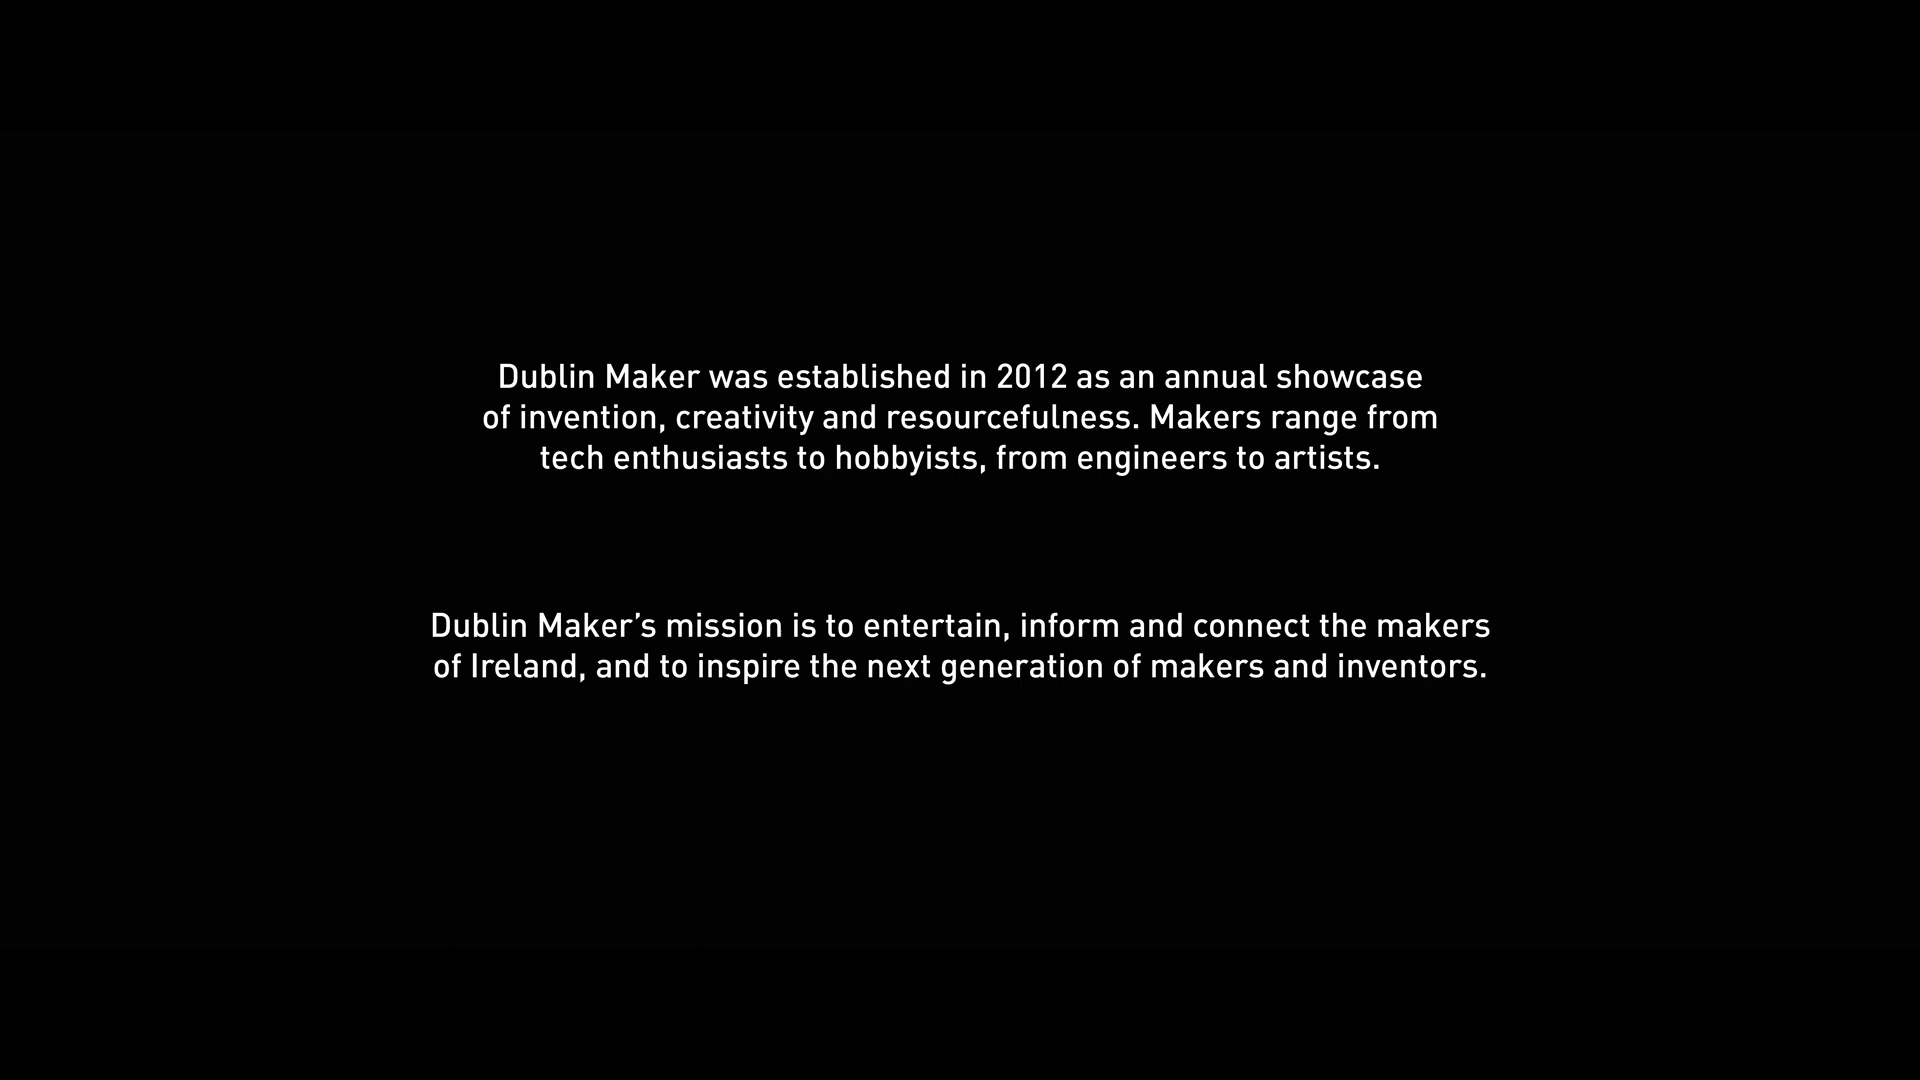 Dublin Maker was established in 2012 as an annual showcase
of invention, creativity and resourcefulness. Makers range from
tech enthusiasts to hobbyists, from engineers to artists.
Dublin Maker’s mission is to entertain, inform and connect the makers
of Ireland, and to inspire the next generation of makers and inventors.